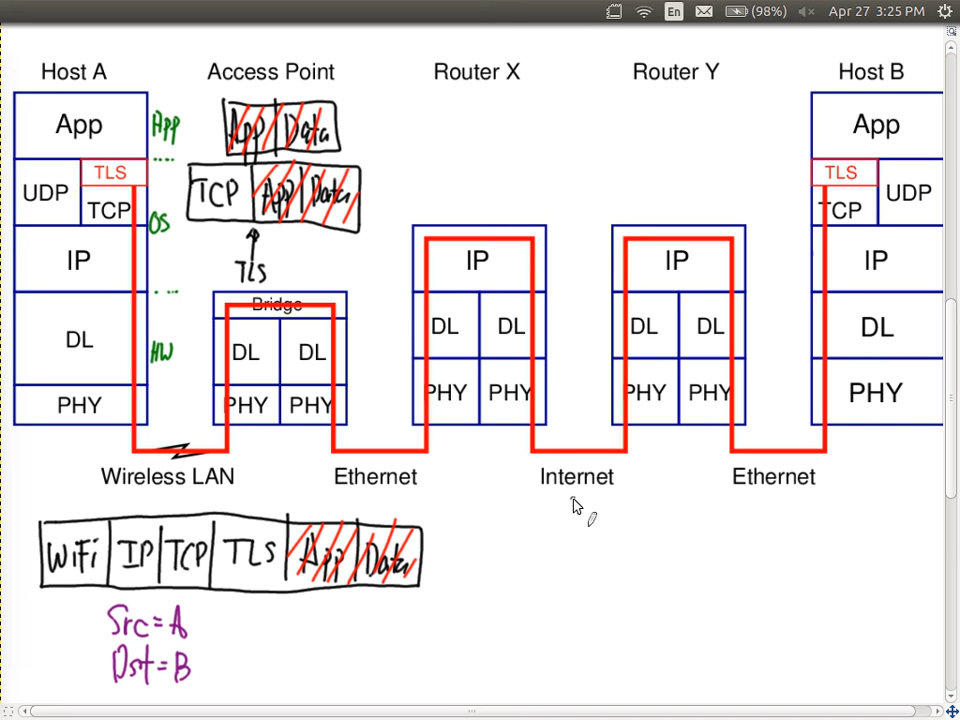 En (98%) Apr 27 3:25 PM
Host A Access Point Router X Router Y Host B
App App App Data App
TLS TLS
UDP TCP TCP App Data TCP UDP
OS
IP TLS IP IP IP
Bridge
DL HW DL DL DL DL DL DL DL
PHY PHY PHY PHY PHY PHY PHY PHY
Wireless LAN Ethernet Internet Ethernet
WiFi IP TCP TLS App Data
Src=A
Dst=B